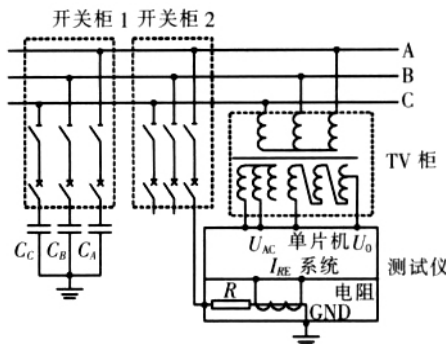 开关柜 1 开关柜 2
A
B
C
TV 柜
C_C C_B C_A
U_AC 单片机 U_0
I_RE 系统
测试仪
R 电阻
GND